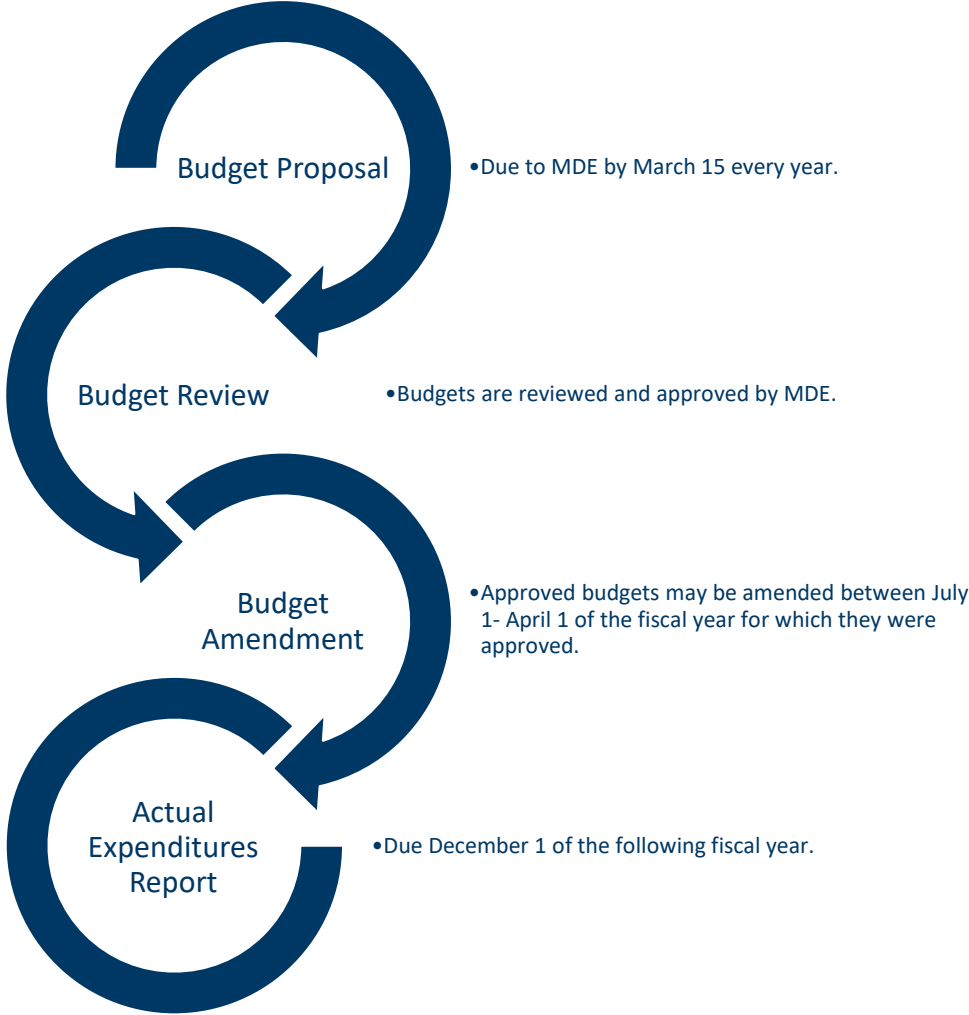 Budget Proposal
•Due to MDE by March 15 every year.
Budget Review
•Budgets are reviewed and approved by MDE.
Budget
Amendment
•Approved budgets may be amended between July
1- April 1 of the fiscal year for which they were
approved.
Actual
Expenditures
Report
•Due December 1 of the following fiscal year.